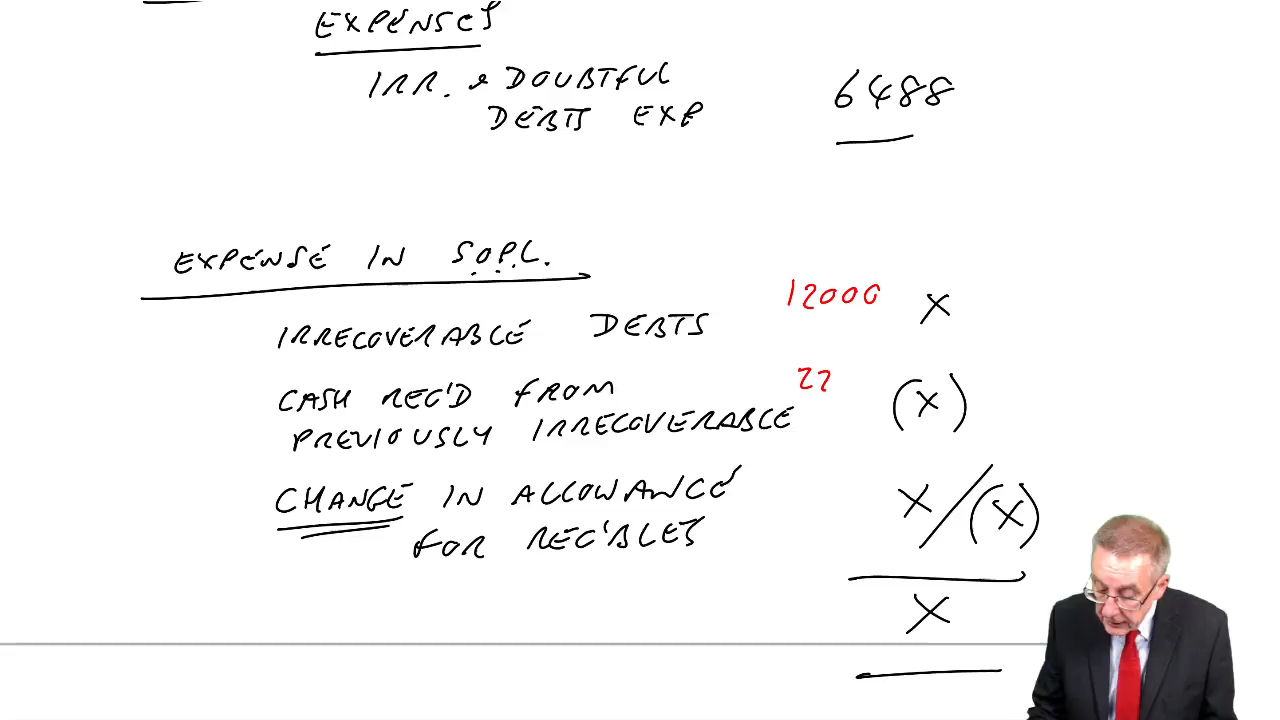 EXPENSES
IRR. & DOUBTFUL
DEBTS EXP 6488
EXPENSE IN S.O.P.L.
IRRECOVERABLE DEBTS 12000 X
CASH REC'D FROM 22
PREVIOUSLY IRRECOVERABLE (X)
CHANGE IN ALLOWANCE X/(X)
FOR REC'BLES
X